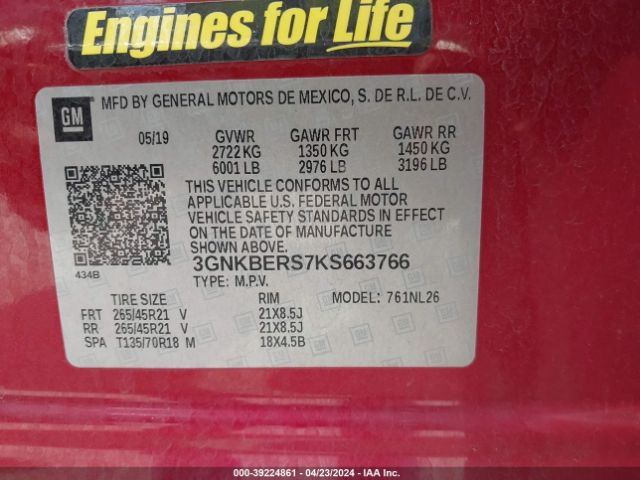 Engines for Life
GM
MFD BY GENERAL MOTORS DE MEXICO, S. DE R.L. DE C.V.
05/19 GVWR GAWR FRT GAWR RR
2722 KG 1350 KG 1450 KG
6001 LB 2976 LB 3196 LB
THIS VEHICLE CONFORMS TO ALL
APPLICABLE U.S. FEDERAL MOTOR
VEHICLE SAFETY STANDARDS IN EFFECT
ON THE DATE OF MANUFACTURE
SHOWN ABOVE.
434B
3GNKBERS7KS663766
TYPE: M.P.V.
TIRE SIZE RIM MODEL: 761NL26
FRT 265/45R21 V 21X8.5J
RR 265/45R21 V 21X8.5J
SPA T135/70R18 M 18X4.5B
000-39224861 - 04/23/2024 - IAA Inc.